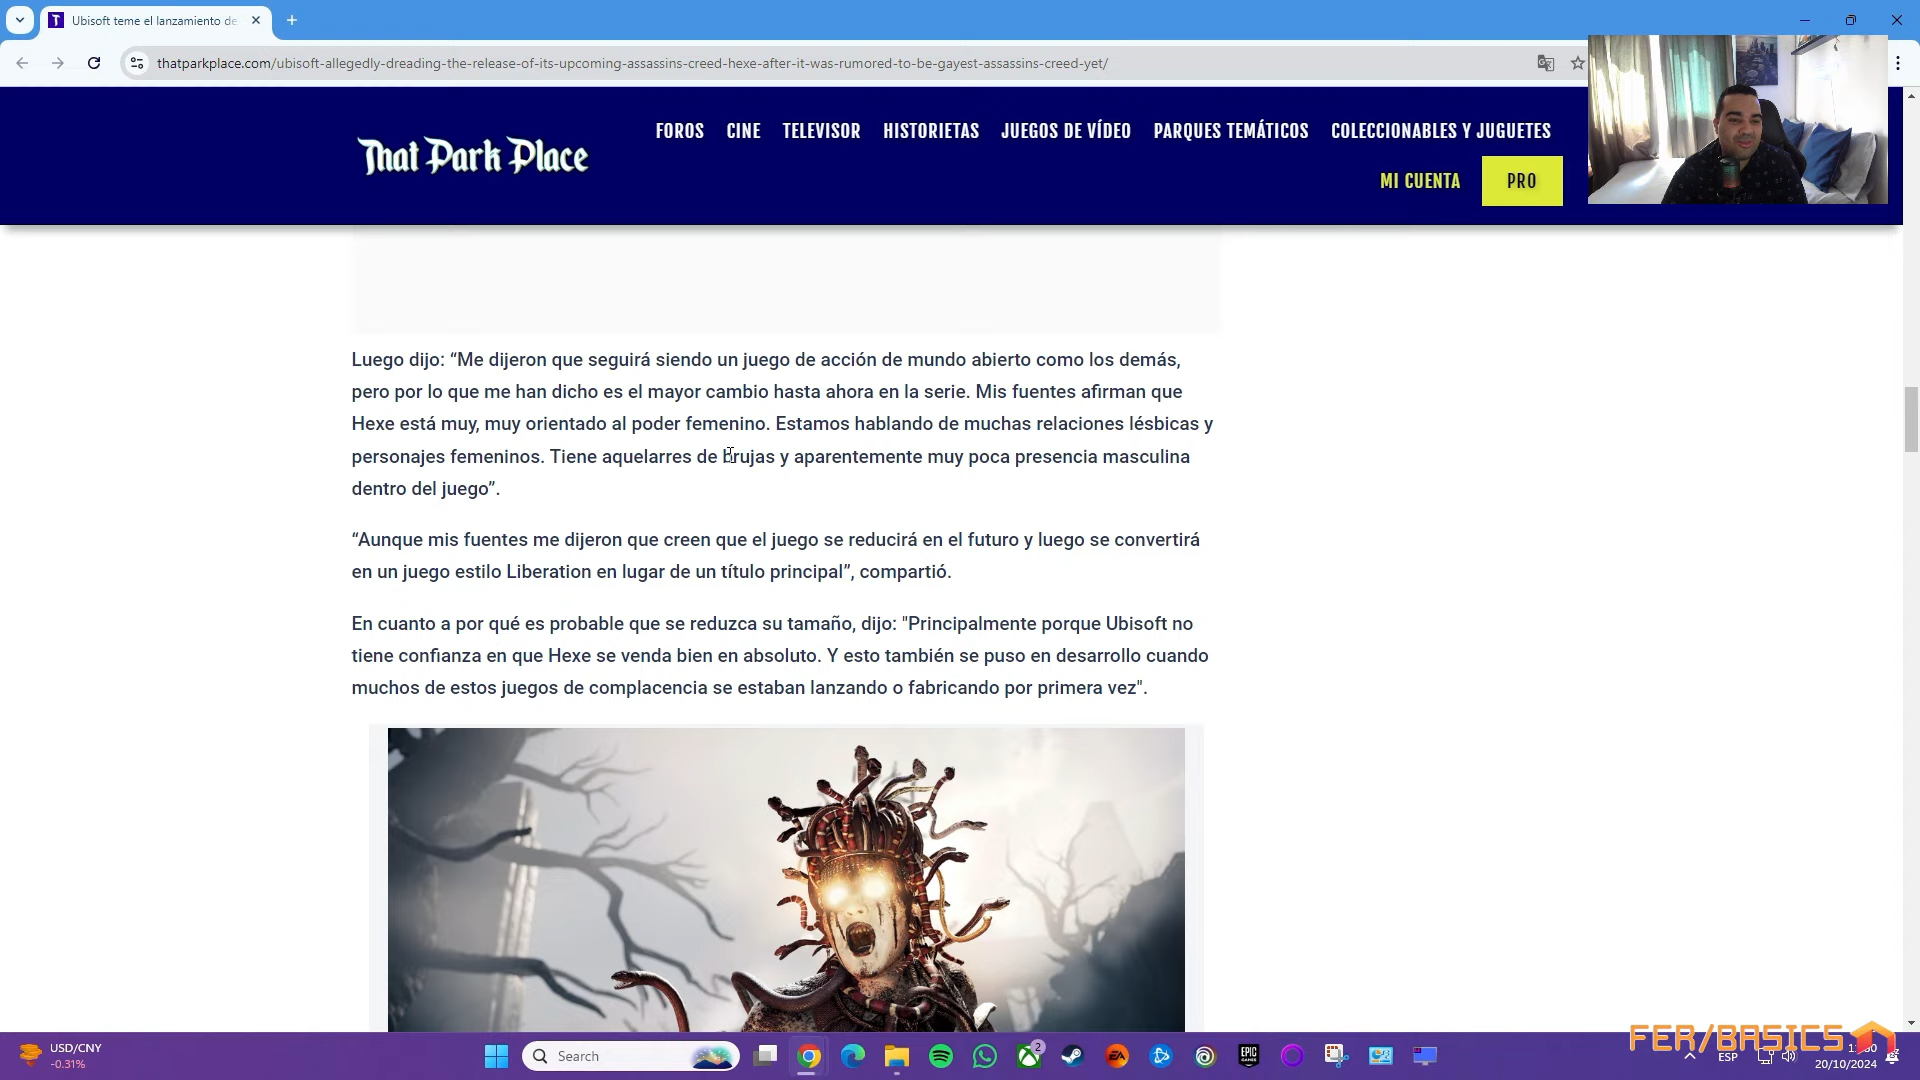 Ubisoft teme el lanzamiento de
thatparkplace.com/ubisoft-allegedly-dreading-the-release-of-its-upcoming-assassins-creed-hexe-after-it-was-rumored-to-be-gayest-assassins-creed-yet/
That Park Place
FOROS CINE TELEVISOR HISTORIETAS JUEGOS DE VÍDEO PARQUES TEMÁTICOS COLECCIONABLES Y JUGUETES
MI CUENTA PRO
Luego dijo: “Me dijeron que seguirá siendo un juego de acción de mundo abierto como los demás,
pero por lo que me han dicho es el mayor cambio hasta ahora en la serie. Mis fuentes afirman que
Hexe está muy, muy orientado al poder femenino. Estamos hablando de muchas relaciones lésbicas y
personajes femeninos. Tiene aquelarres de brujas y aparentemente muy poca presencia masculina
dentro del juego”.
“Aunque mis fuentes me dijeron que creen que el juego se reducirá en el futuro y luego se convertirá
en un juego estilo Liberation en lugar de un título principal”, compartió.
En cuanto a por qué es probable que se reduzca su tamaño, dijo: "Principalmente porque Ubisoft no
tiene confianza en que Hexe se venda bien en absoluto. Y esto también se puso en desarrollo cuando
muchos de estos juegos de complacencia se estaban lanzando o fabricando por primera vez".
USD/CNY
-0.31%
Search
2
EA
EPIC
GAMES
FER/BASICS
ESP
20/10/2024